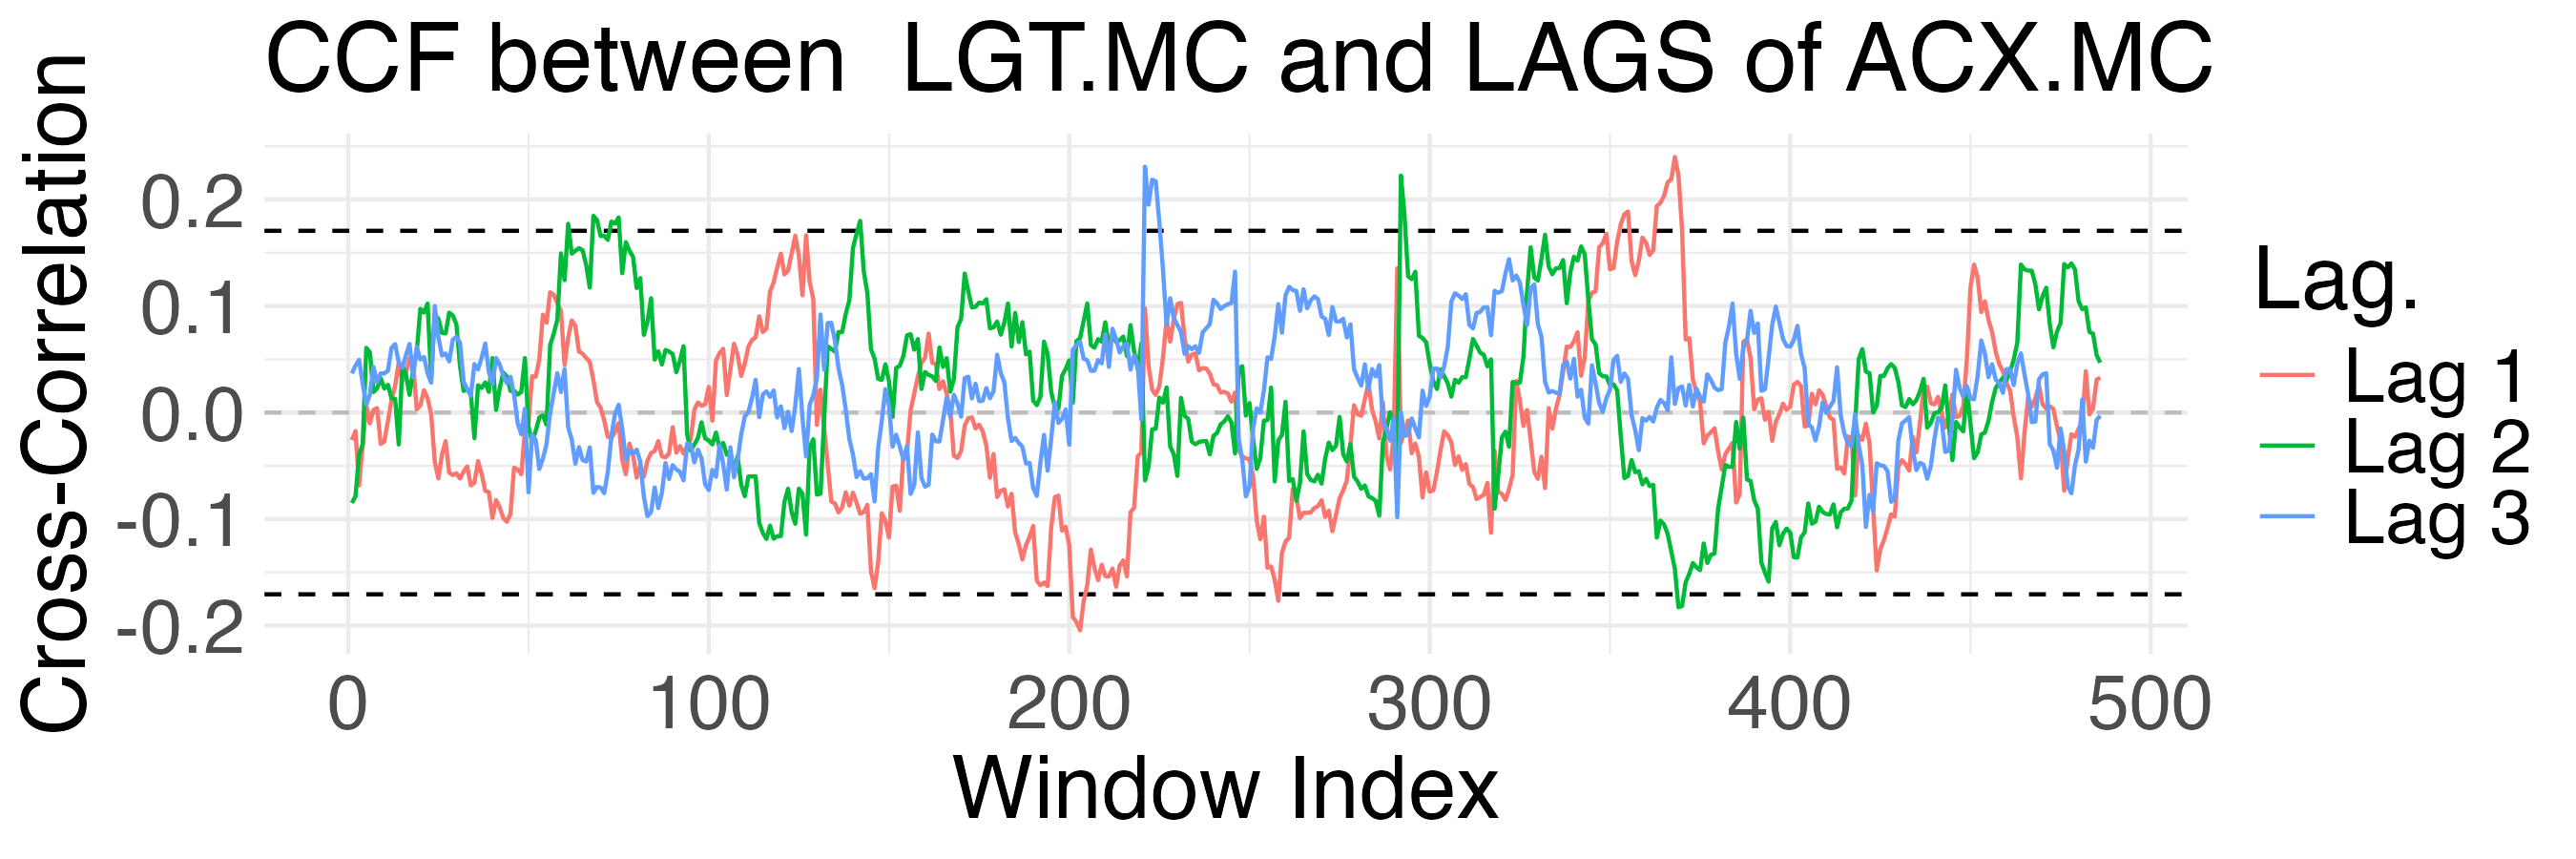 CCF between  LGT.MC and LAGS of ACX.MC
Cross-Correlation
0.2
0.1
0.0
-0.1
-0.2
0 100 200 300 400 500
Window Index
Lag.
Lag 1
Lag 2
Lag 3